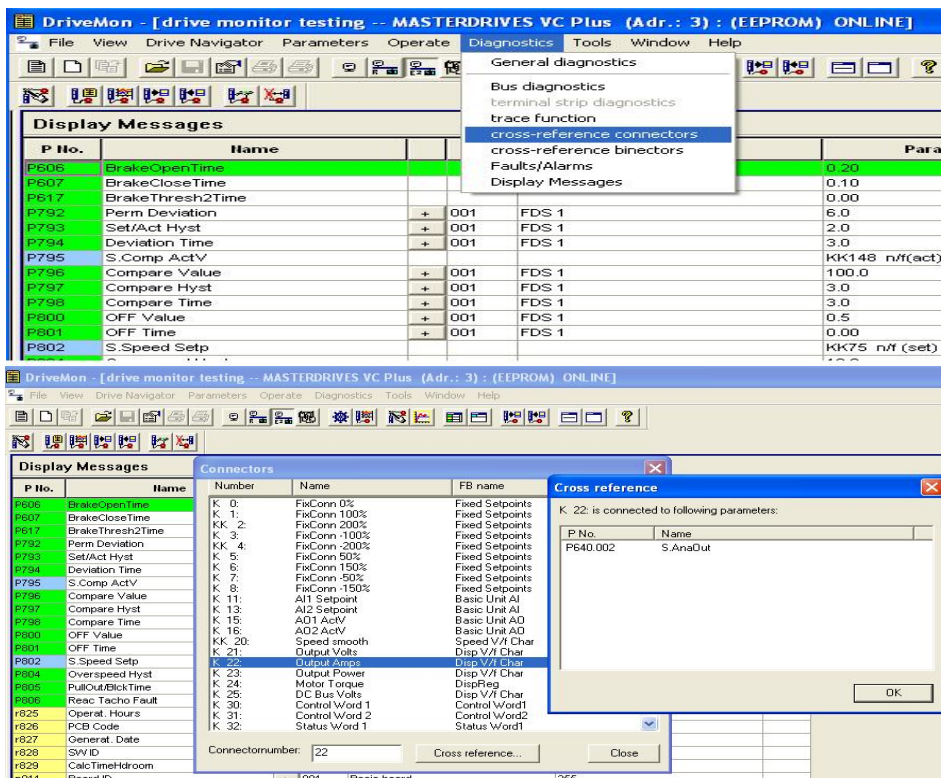 DriveMon - [drive monitor testing -- MASTERDRIVES VC Plus (Adr.: 3) : (EEPROM) ONLINE]
File View Drive Navigator Parameters Operate Diagnostics Tools Window Help
General diagnostics
Bus diagnostics
terminal strip diagnostics
trace function
cross-reference connectors
cross-reference binectors
Faults/Alarms
Display Messages
Display Messages
P No. Name Para
P606 BrakeOpenTime 0.20
P607 BrakeCloseTime 0.10
P617 BrakeThresh2Time 0.00
P792 Perm Deviation + 001 FDS 1 6.0
P793 Set/Act Hyst + 001 FDS 1 2.0
P794 Deviation Time + 001 FDS 1 3.0
P795 S.Comp ActV KK148 n/f(act)
P796 Compare Value + 001 FDS 1 100.0
P797 Compare Hyst + 001 FDS 1 3.0
P798 Compare Time + 001 FDS 1 3.0
P800 OFF Value + 001 FDS 1 0.5
P801 OFF Time + 001 FDS 1 0.00
P802 S.Speed Setp KK75 n/f (set)
DriveMon - [drive monitor testing -- MASTERDRIVES VC Plus (Adr.: 3) : (EEPROM) ONLINE]
File View Drive Navigator Parameters Operate Diagnostics Tools Window Help
Display Messages
P No. Name
P606 BrakeOpenTime
P607 BrakeCloseTime
P617 BrakeThresh2Time
P792 Perm Deviation
P793 Set/Act Hyst
P794 Deviation Time
P795 S.Comp ActV
P796 Compare Value
P797 Compare Hyst
P798 Compare Time
P800 OFF Value
P801 OFF Time
P802 S.Speed Setp
P804 Overspeed Hyst
P805 PullOut/BlckTime
P806 Reac Tacho Fault
r825 Operat. Hours
r826 PCB Code
r827 Generat. Date
r828 SW ID
r829 CalcTimeHdroom
Connectors
Number Name FB name
K 0: FixConn 0% Fixed Setpoints
K 1: FixConn 100% Fixed Setpoints
KK 2: FixConn 200% Fixed Setpoints
K 3: FixConn -100% Fixed Setpoints
KK 4: FixConn -200% Fixed Setpoints
K 5: FixConn 50% Fixed Setpoints
K 6: FixConn 150% Fixed Setpoints
K 7: FixConn -50% Fixed Setpoints
K 8: FixConn -150% Fixed Setpoints
K 11: AI1 Setpoint Basic Unit AI
K 13: AI2 Setpoint Basic Unit AI
K 15: AO1 ActV Basic Unit AO
K 16: AO2 ActV Basic Unit AO
KK 20: Speed smooth Speed V/f Char
K 21: Output Volts Disp V/f Char
K 22: Output Amps Disp V/f Char
K 23: Output Power Disp V/f Char
K 24: Motor Torque DispReg
K 25: DC Bus Volts Disp V/f Char
K 30: Control Word 1 Control Word1
K 31: Control Word 2 Control Word2
K 32: Status Word 1 Status Word1
Connectornumber: 22 Cross reference... Close
Cross reference
K 22: is connected to following parameters:
P No. Name
P640.002 S.AnaOut
OK